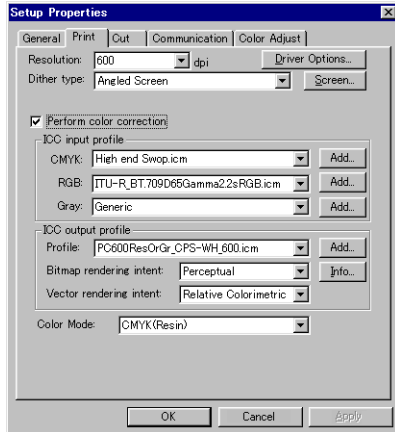 Setup Properties
General Print Cut Communication Color Adjust
Resolution: 600 dpi Driver Options...
Dither type: Angled Screen Screen...
Perform color correction
ICC input profile
CMYK: High end Swop.icm Add...
RGB: ITU-R_BT.709D65Gamma2.2sRGB.icm Add...
Gray: Generic Add...
ICC output profile
Profile: PC600ResOrGr_CPS-WH_600.icm Add...
Bitmap rendering intent: Perceptual Info...
Vector rendering intent: Relative Colorimetric
Color Mode: CMYK(Resin)
OK Cancel Apply